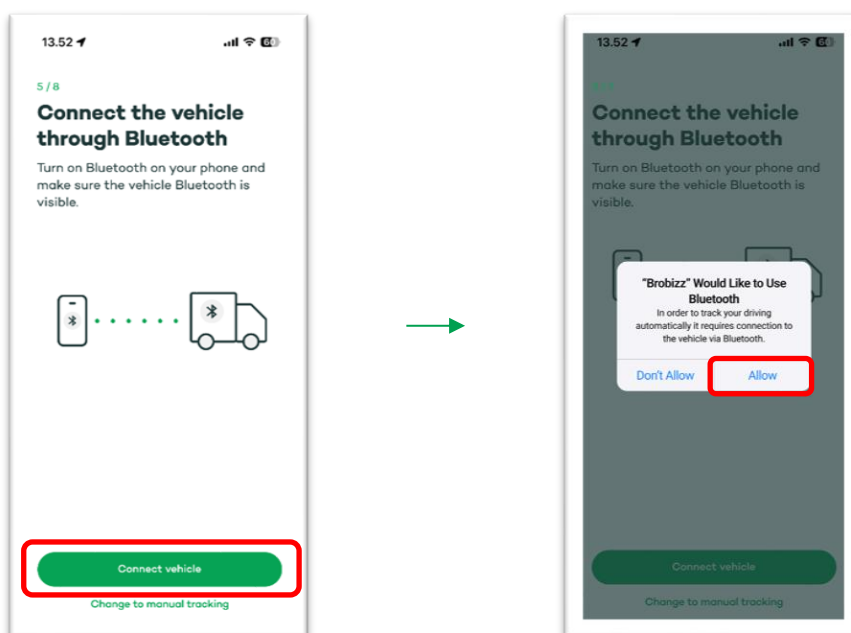 13.52
60
5 / 8
Connect the vehicle
through Bluetooth
Turn on Bluetooth on your phone and
make sure the vehicle Bluetooth is
visible.
Connect vehicle
Change to manual tracking
13.52
60
Connect the vehicle
through Bluetooth
Turn on Bluetooth on your phone and
make sure the vehicle Bluetooth is
visible.
"Brobizz" Would Like to Use
Bluetooth
In order to track your driving
automatically it requires connection to
the vehicle via Bluetooth.
Don't Allow
Allow
Connect vehicle
Change to manual tracking